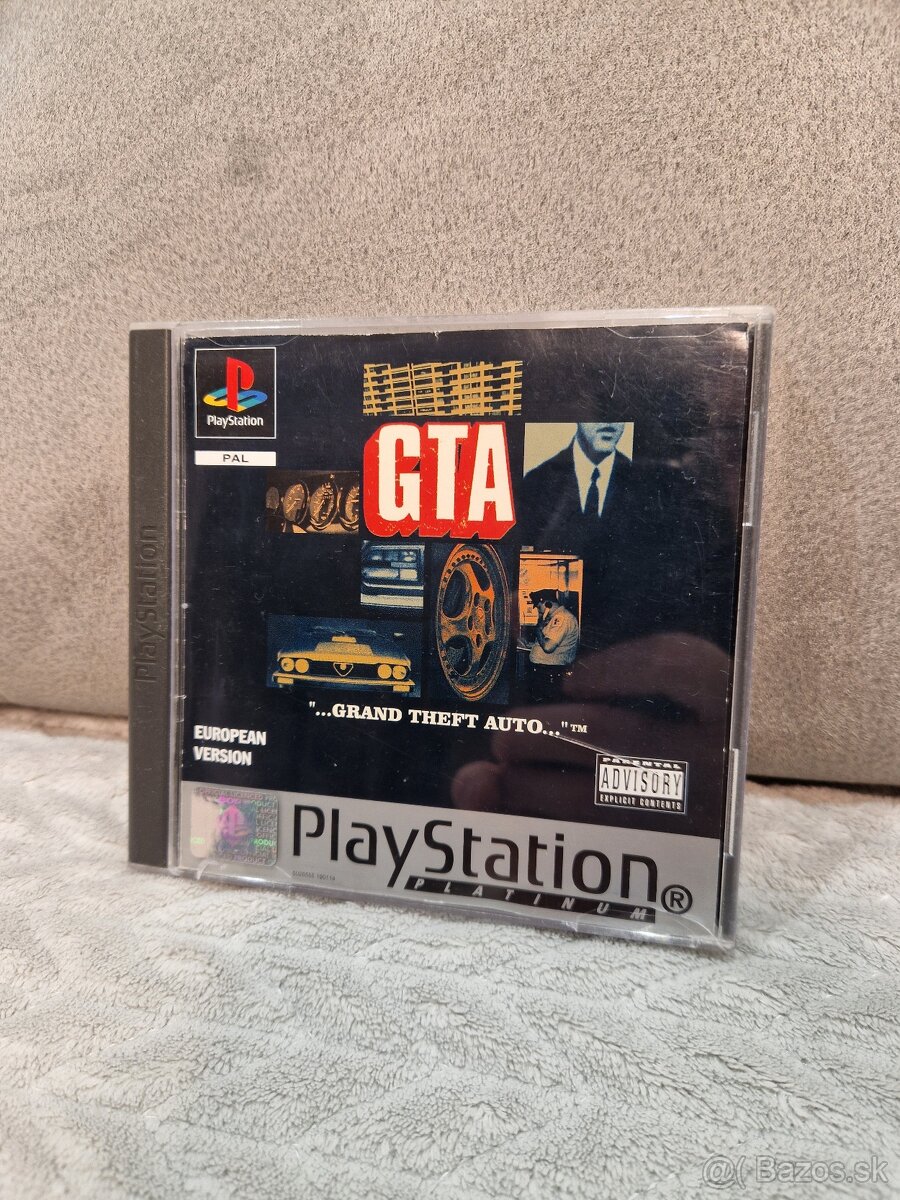 PlayStation
PAL
GTA
PlayStation
"...GRAND THEFT AUTO..."™
EUROPEAN
VERSION
PARENTAL
ADVISORY
EXPLICIT CONTENTS
PlayStation®
PLATINUM
@( Bazos.sk